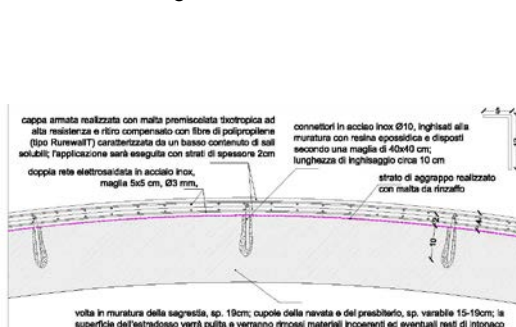 cappa armata realizzata con malta premiscelata tixotropica ad
alta resistenza e ritiro compensato con fibre di polipropilene
(tipo RurewallT) caratterizzata da un basso contenuto di sali
solubili; l'applicazione sarà eseguita con strati di spessore 2cm
doppia rete elettrosaldata in acciaio inox,
maglia 5x5 cm, Ø3 mm,
connettori in acciso inox Ø10, inghisati alla
muratura con resina epossidica e disposti
secondo una maglia di 40x40 cm;
lunghezza di inghisaggio circa 10 cm
strato di aggrappo realizzato
con malta da rinzaffo
5
10
4
volta in muratura della sagrestia, sp. 19cm; cupole della navata e del presbiterio, sp. varabile 15-19cm; la
superficie dell'estradosso verrà pulita e verranno rimossi materiali incoerenti ed eventuali resti di intonaco